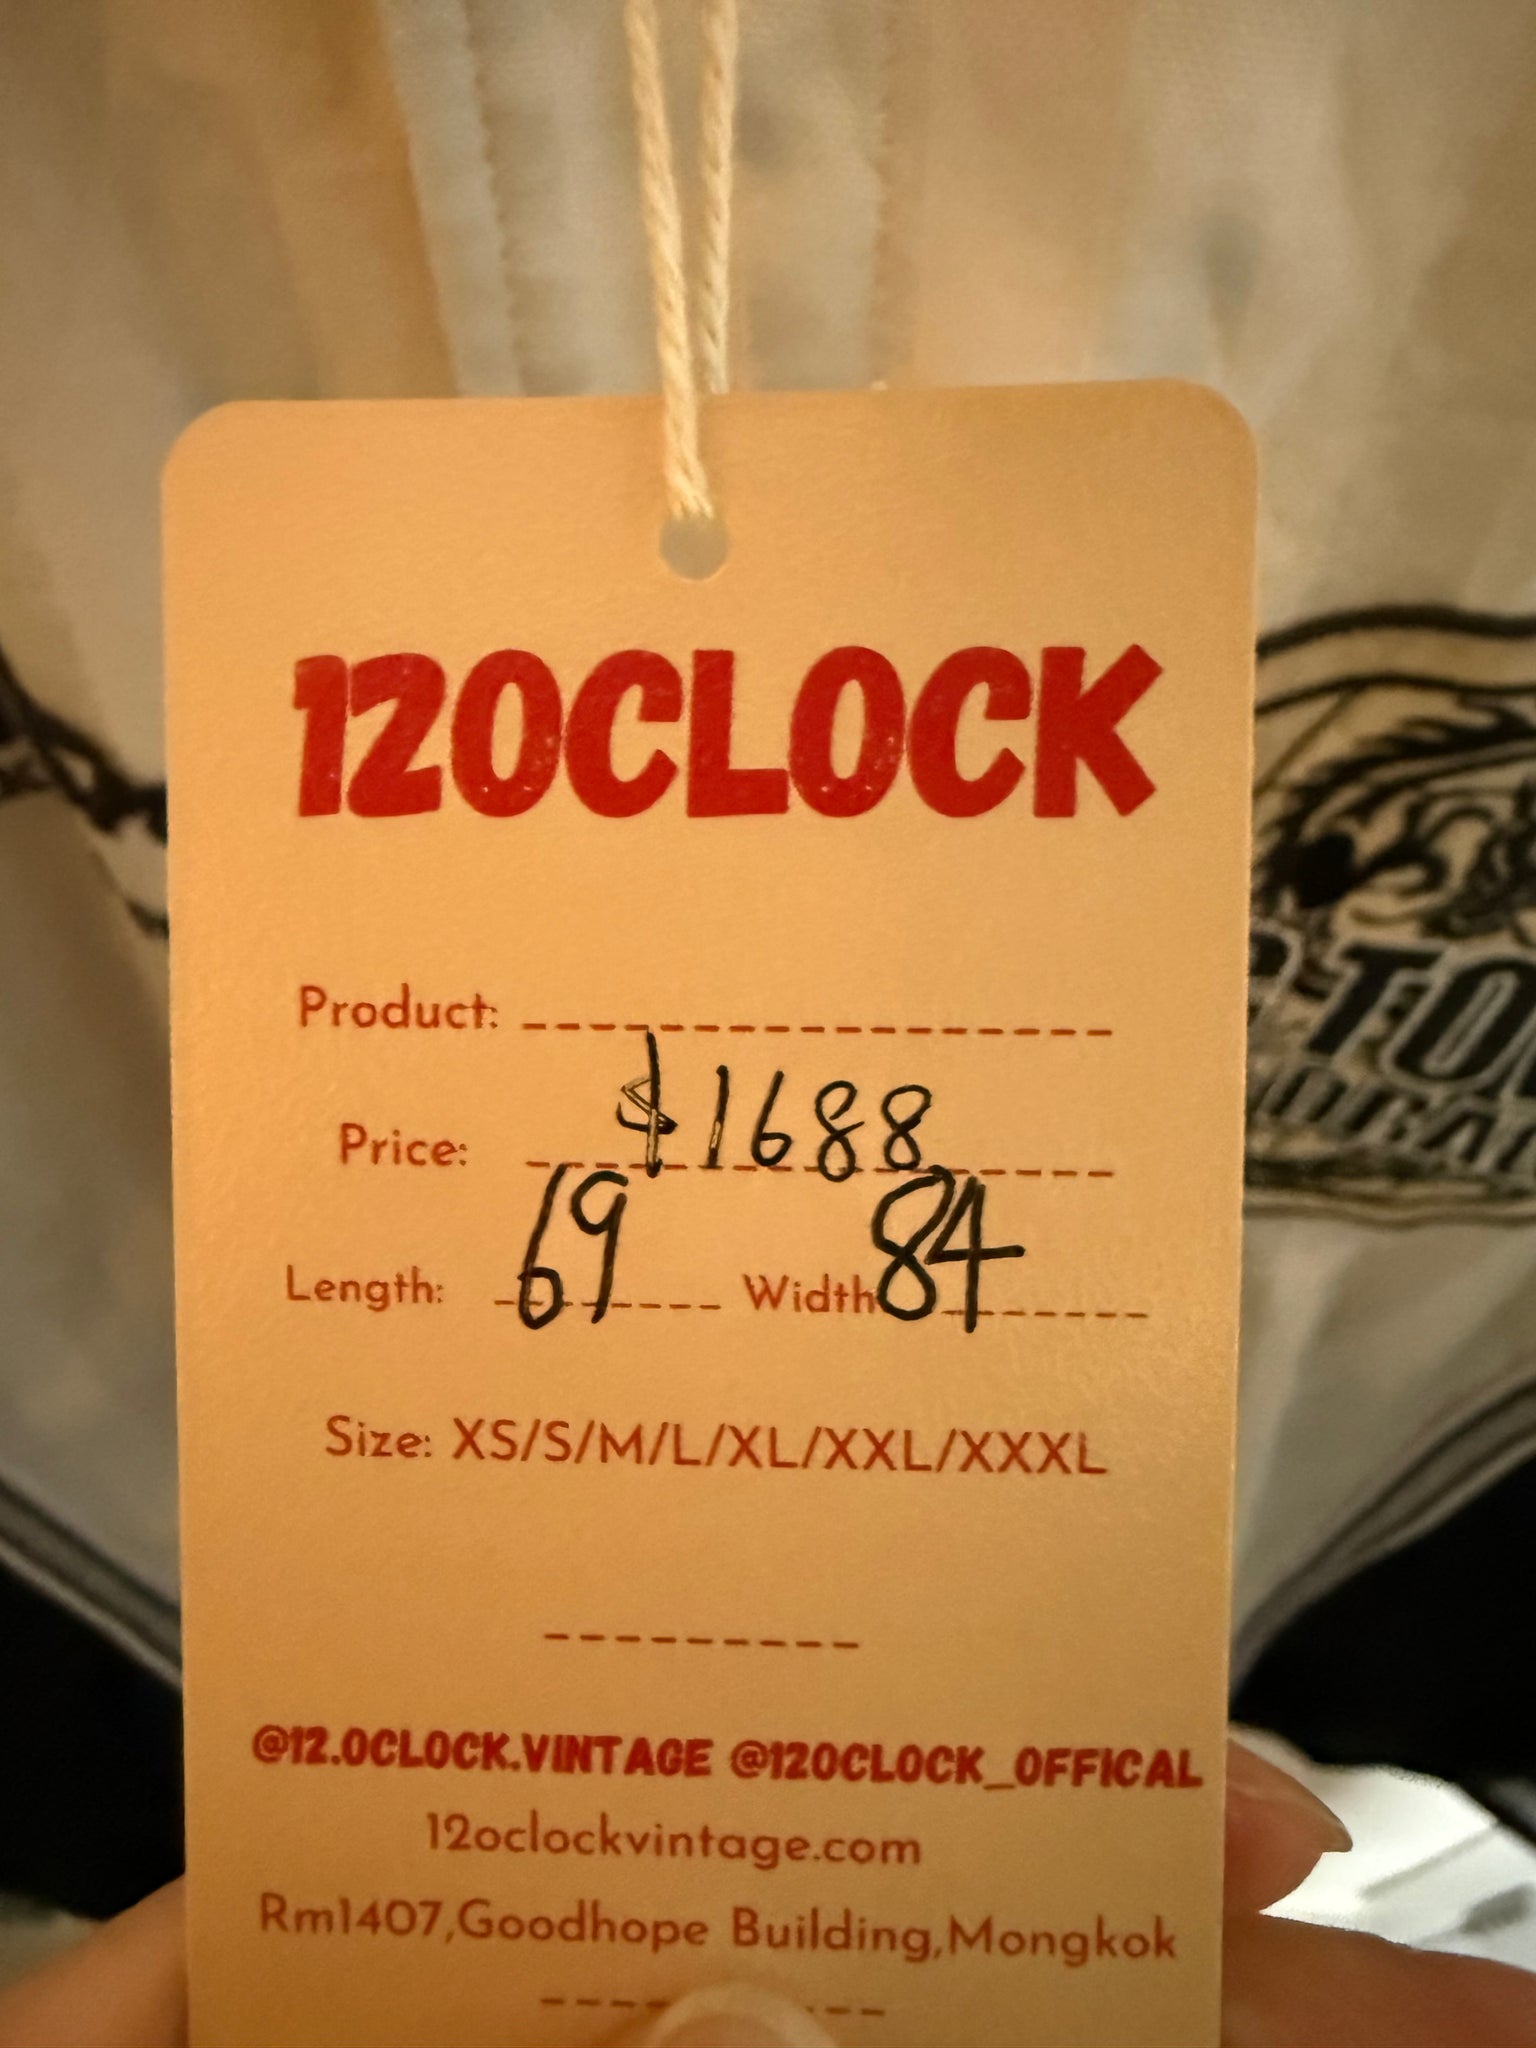 12OCLOCK
Product:
Price: $1688
Length: 69 Width: 84
Size: XS/S/M/L/XL/XXL/XXXL
@12.OCLOCK.VINTAGE @12OCLOCK_OFFICAL
12oclockvintage.com
Rm1407,Goodhope Building,Mongkok